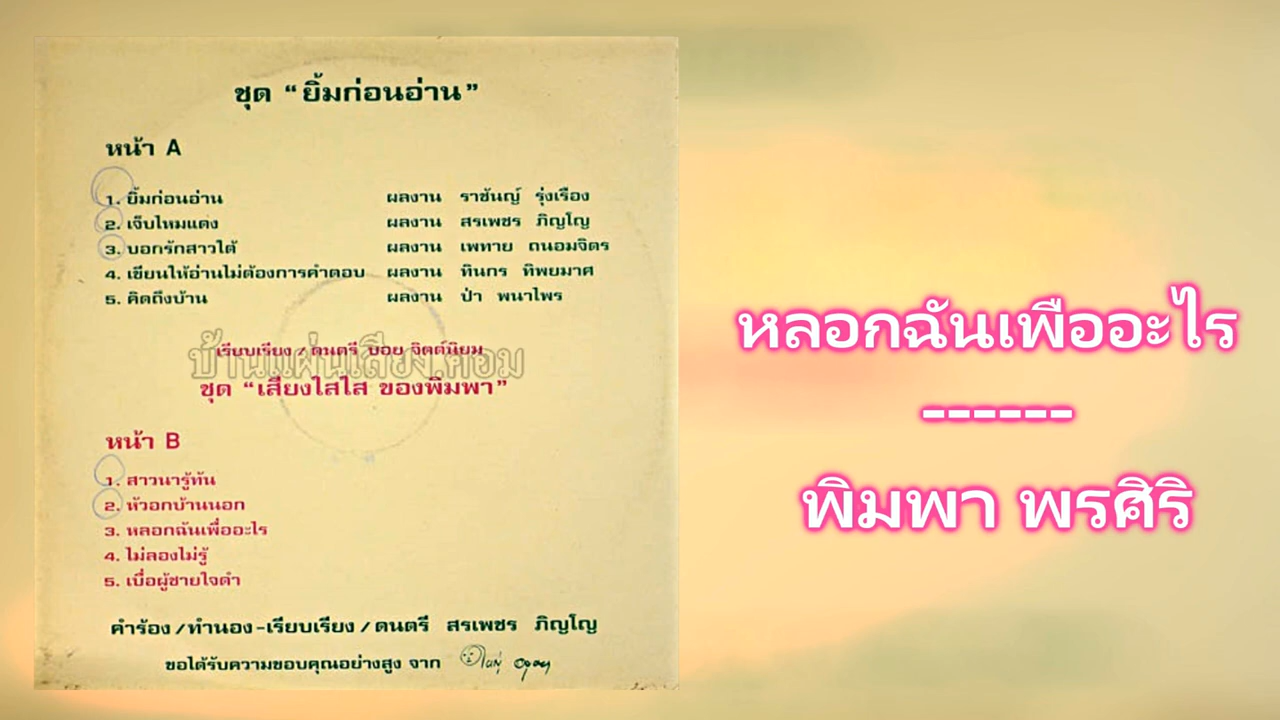 ชุด “ยิ้มก่อนอ่าน”
หน้า A
1. ยิ้มก่อนอ่าน ผลงาน ราชันญ์ รุ่งเรือง
2. เจ็บไหมแดง ผลงาน สรเพชร ภิญโญ
3. บอกรักสาวไต้ ผลงาน เพทาย ถนอมจิตร
4. เขียนให้อ่านไม่ต้องการคำตอบ ผลงาน ทินกร ทิพยมาศ
5. คิดถึงบ้าน ผลงาน ป๋า พนาไพร
บ้านแผ่นเสียง.คอม
เรียบเรียง / ดนตรี บอย จิตต์นิยม
ชุด “เสียงใสใส ของพิมพา”
หน้า B
1. สาวนารู้ทัน
2. หัวอกบ้านนอก
3. หลอกฉันเพื่ออะไร
4. ไม่ลองไม่รู้
5. เบื่อผู้ชายใจดำ
คำร้อง / ทำนอง - เรียบเรียง / ดนตรี สรเพชร ภิญโญ
ขอได้รับความขอบคุณอย่างสูง จาก
หลอกฉันเพืออะไร
------
พิมพา พรศิริ